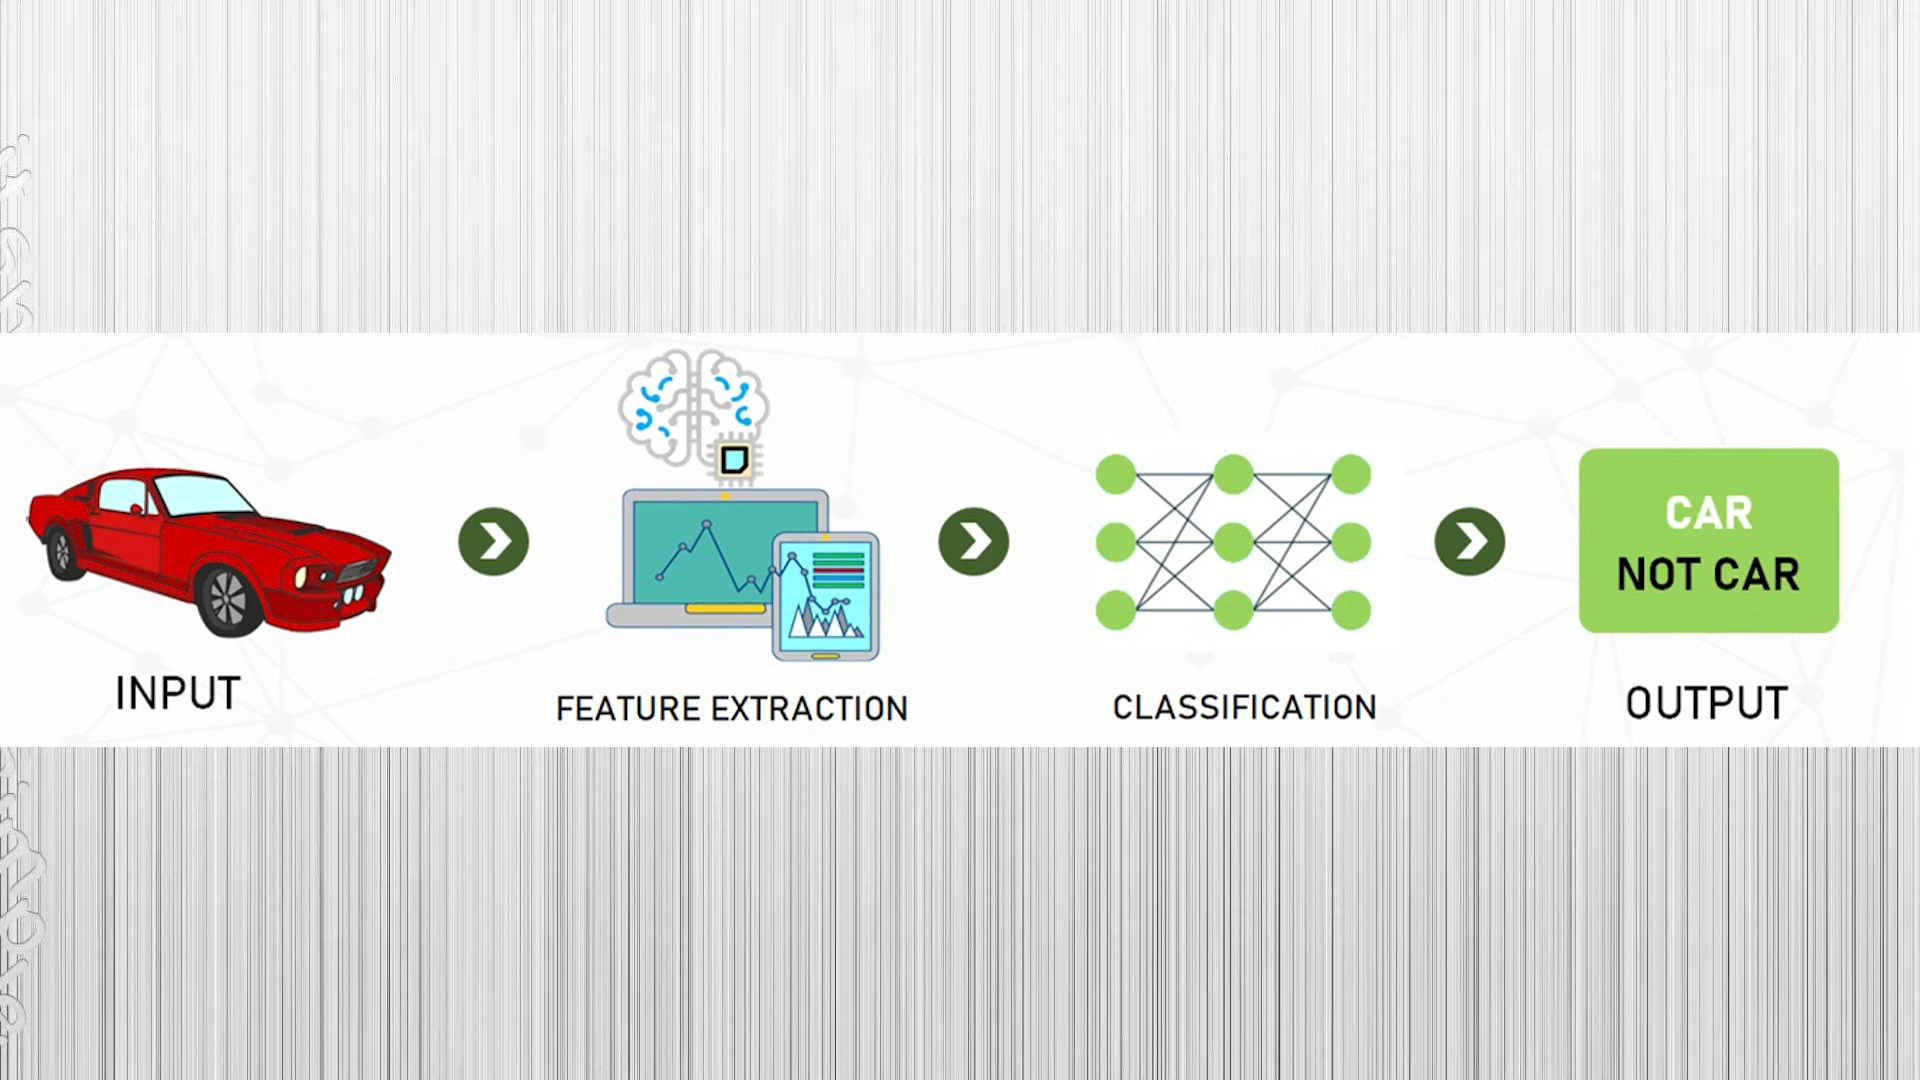 CAR
NOT CAR
INPUT
FEATURE EXTRACTION
CLASSIFICATION
OUTPUT